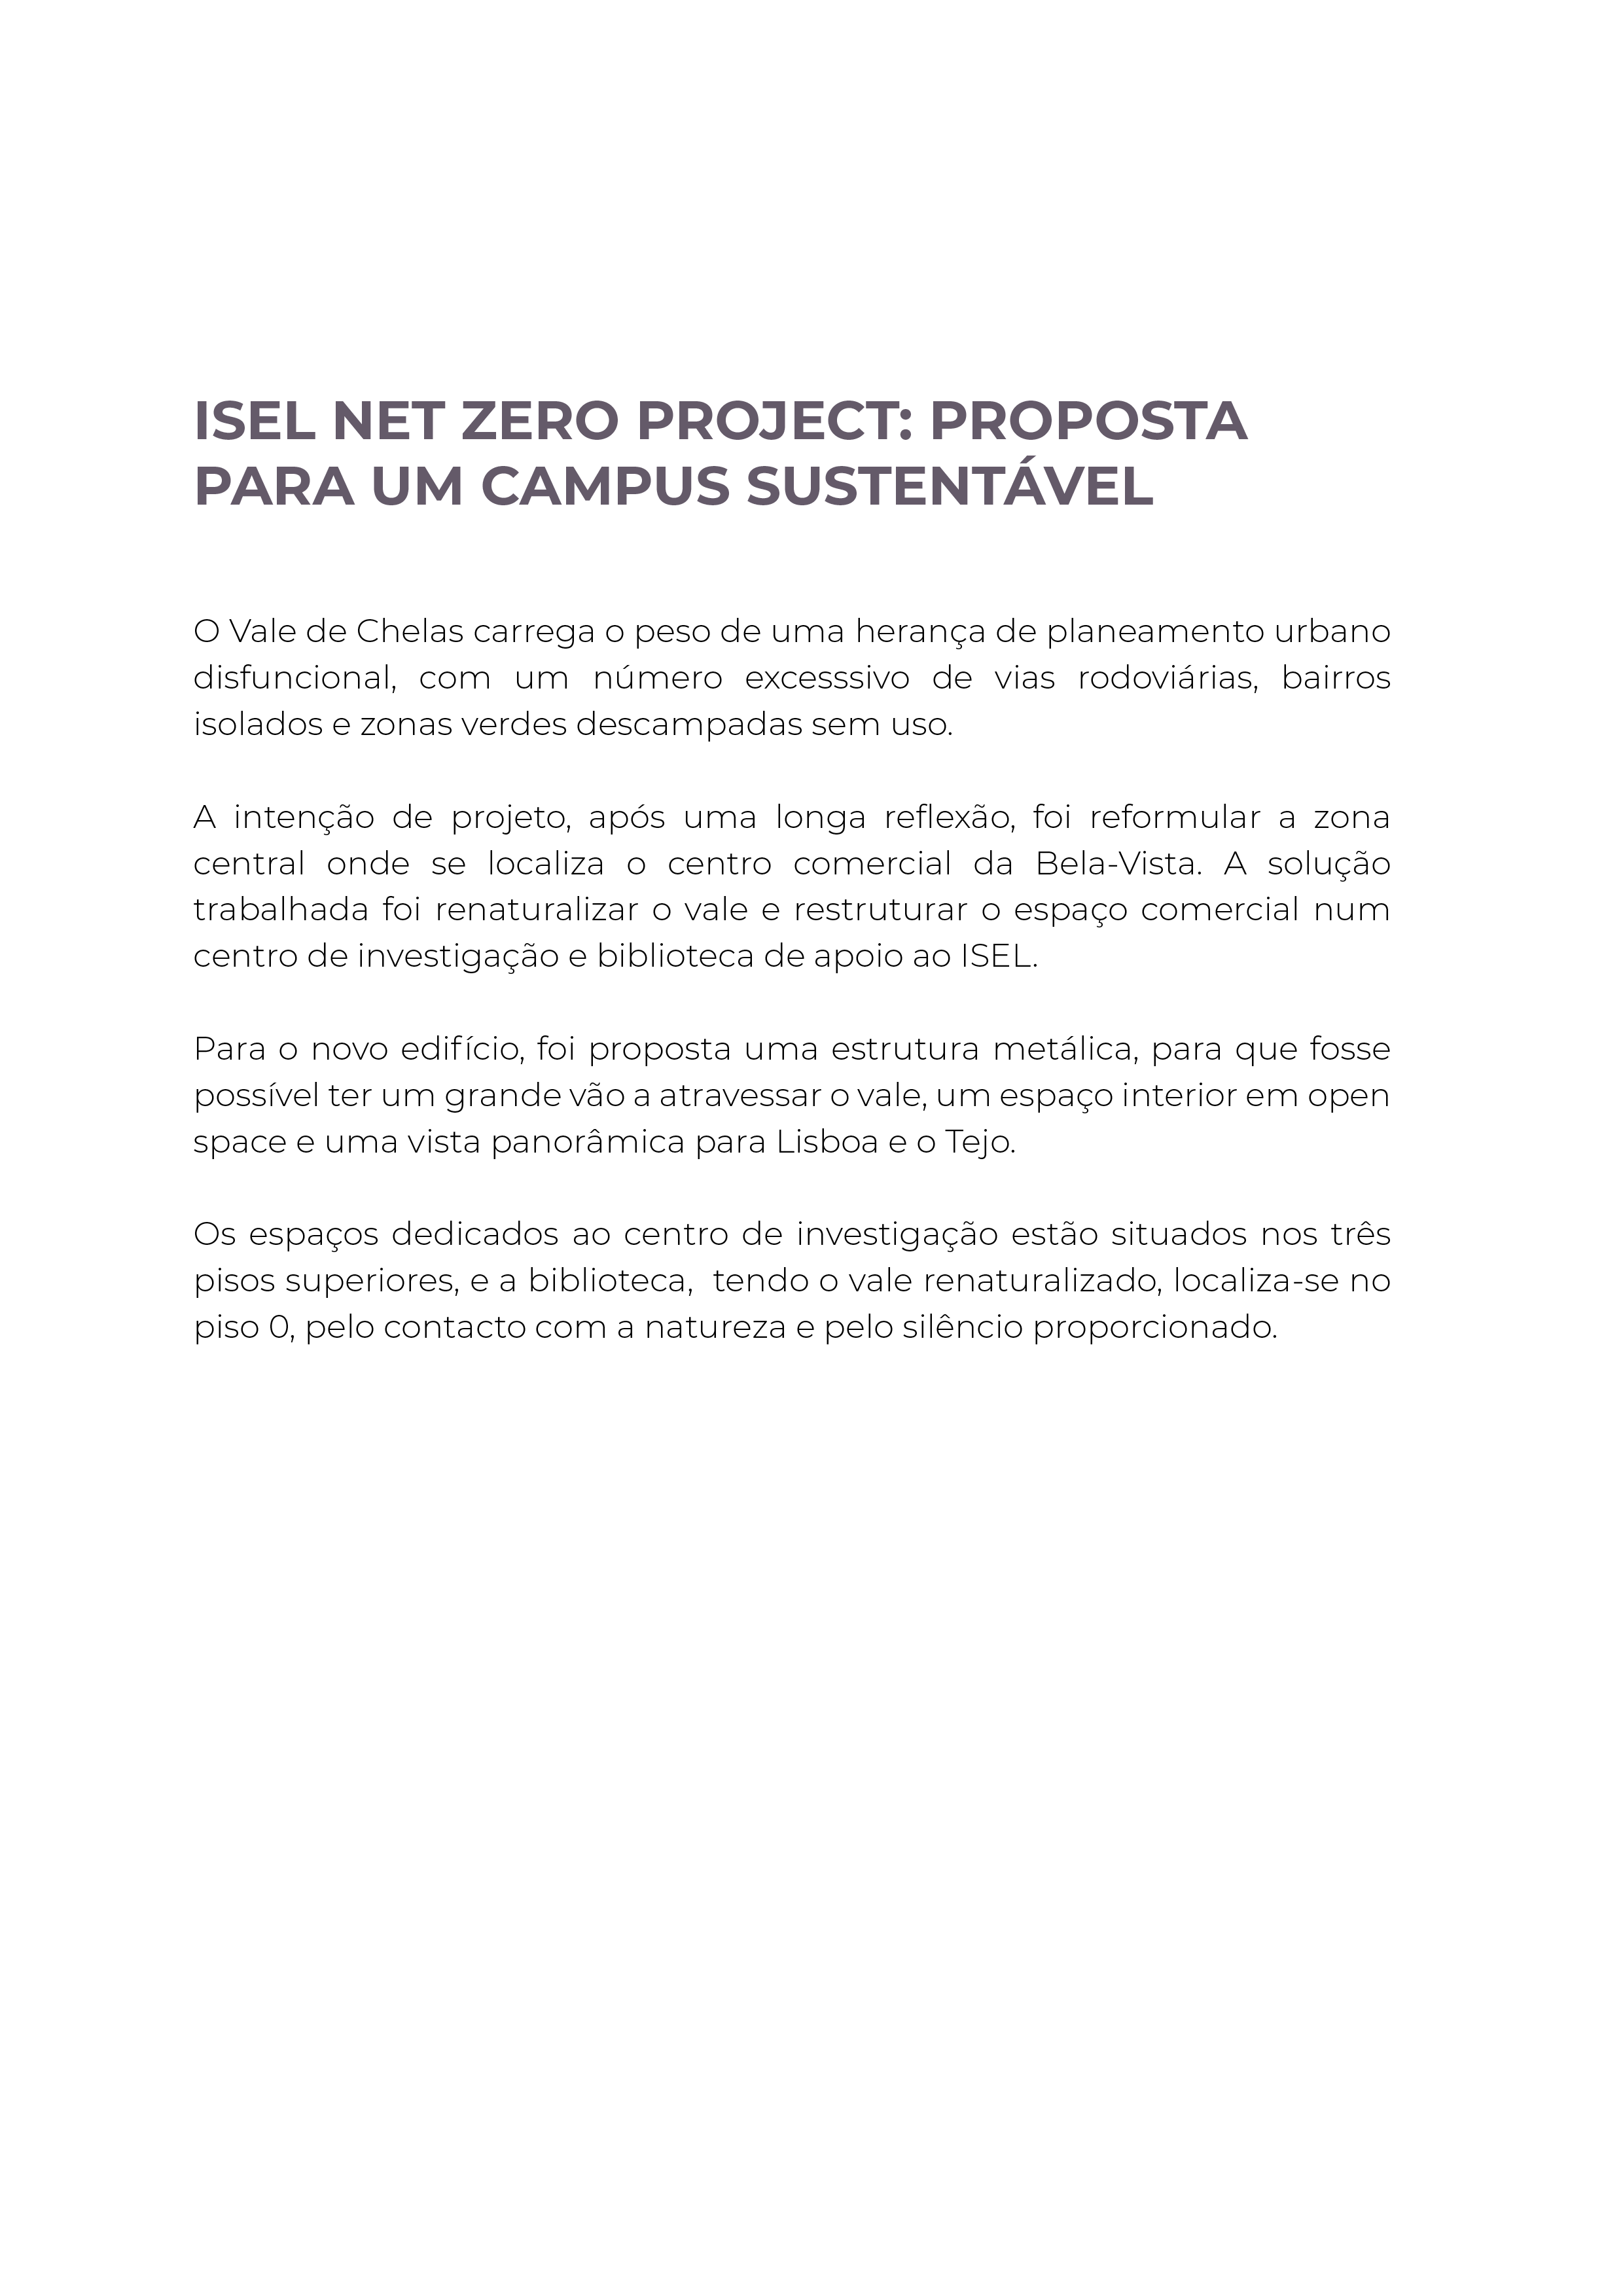 ISEL NET ZERO PROJECT: PROPOSTA
PARA UM CAMPUS SUSTENTÁVEL
O Vale de Chelas carrega o peso de uma herança de planeamento urbano
disfuncional, com um número excesssivo de vias rodoviárias, bairros
isolados e zonas verdes descampadas sem uso.
A intenção de projeto, após uma longa reflexão, foi reformular a zona
central onde se localiza o centro comercial da Bela-Vista. A solução
trabalhada foi renaturalizar o vale e restruturar o espaço comercial num
centro de investigação e biblioteca de apoio ao ISEL.
Para o novo edifício, foi proposta uma estrutura metálica, para que fosse
possível ter um grande vão a atravessar o vale, um espaço interior em open
space e uma vista panorâmica para Lisboa e o Tejo.
Os espaços dedicados ao centro de investigação estão situados nos três
pisos superiores, e a biblioteca,  tendo o vale renaturalizado, localiza-se no
piso 0, pelo contacto com a natureza e pelo silêncio proporcionado.